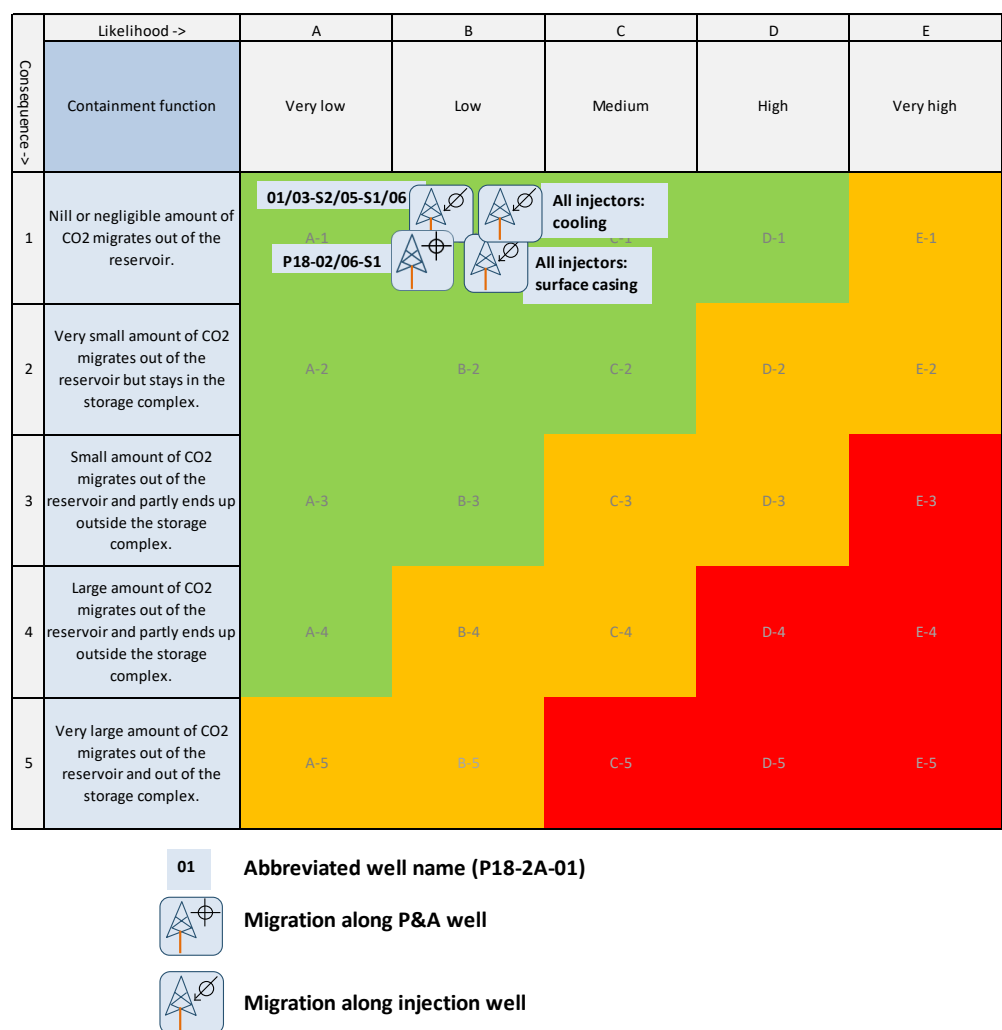 Likelihood -> A B C D E
Consequence ->
Containment function Very low Low Medium High Very high
01/03-S2/05-S1/06
All injectors:
cooling
1
Nill or negligible amount of
CO2 migrates out of the
reservoir.
A-1 C-1 D-1 E-1
P18-02/06-S1
All injectors:
surface casing
2
Very small amount of CO2
migrates out of the
reservoir but stays in the
storage complex.
A-2 B-2 C-2 D-2 E-2
3
Small amount of CO2
migrates out of the
reservoir and partly ends up
outside the storage
complex.
A-3 B-3 C-3 D-3 E-3
4
Large amount of CO2
migrates out of the
reservoir and partly ends up
outside the storage
complex.
A-4 B-4 C-4 D-4 E-4
5
Very large amount of CO2
migrates out of the
reservoir and out of the
storage complex.
A-5 B-5 C-5 D-5 E-5
01 Abbreviated well name (P18-2A-01)
Migration along P&A well
Migration along injection well